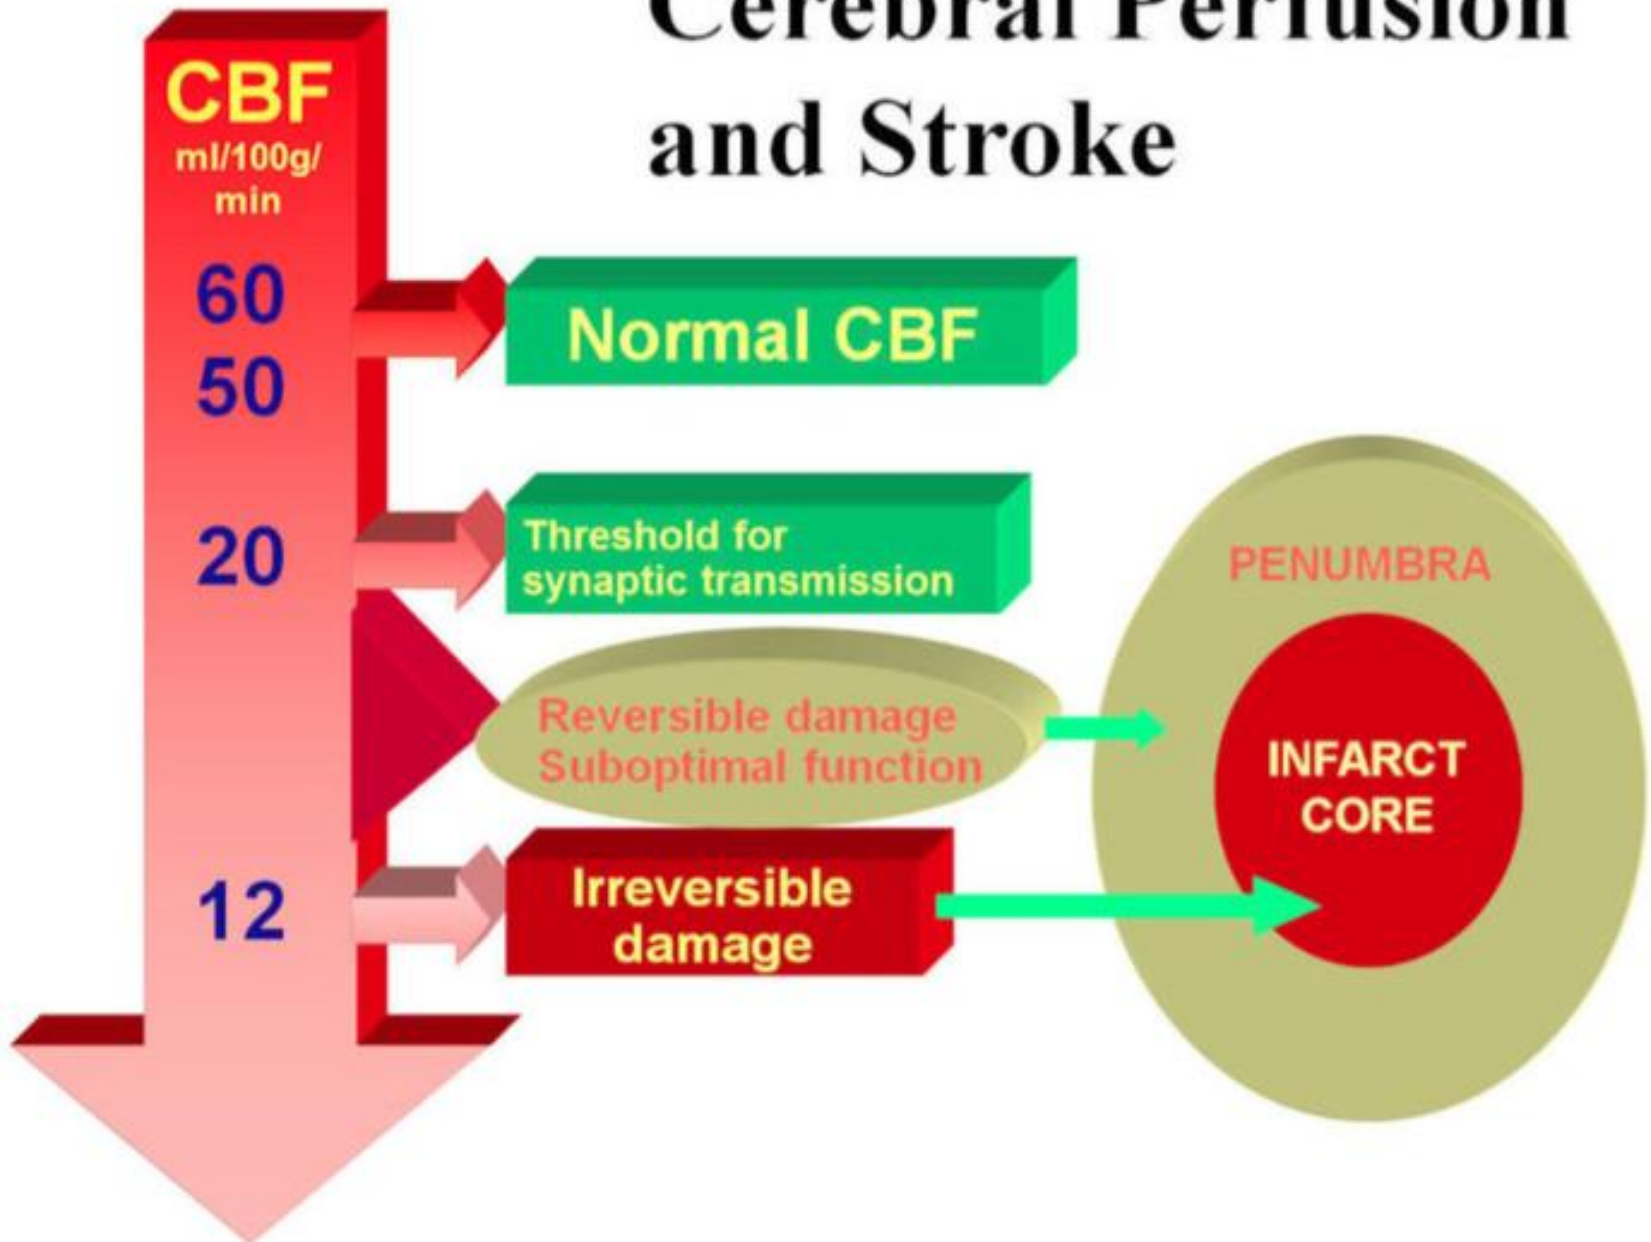 Cerebral Perfusion
and Stroke
CBF
ml/100g/
min
60
50
20
12
Normal CBF
Threshold for
synaptic transmission
Reversible damage
Suboptimal function
Irreversible
damage
PENUMBRA
INFARCT
CORE